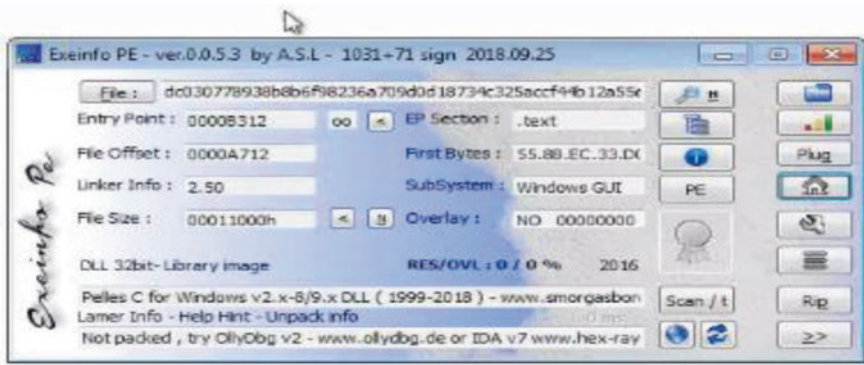 Exeinfo PE - ver.0.0.5.3 by A.S.L - 1031+71 sign 2018.09.25
File : dc030778938b8b6f98236a709d0d18734c325accf44b12a55e
Entry Point : 0000B312 oo < EP Section : .text
File Offset : 0000A712 First Bytes : 55.8B.EC.33.D(
Linker Info : 2.50 SubSystem : Windows GUI PE
File Size : 00011000h < N Overlay : NO 00000000
DLL 32bit- Library image RES/OVL : 0 / 0 % 2016
Pelles C for Windows v2.x-8/9.x DLL ( 1999-2018 ) - www.smorgasbon Scan / t Rip
Lamer Info - Help Hint - Unpack info
Not packed , try OllyDbg v2 - www.ollydbg.de or IDA v7 www.hex-ray >>
Plug
Exeinfo Pe